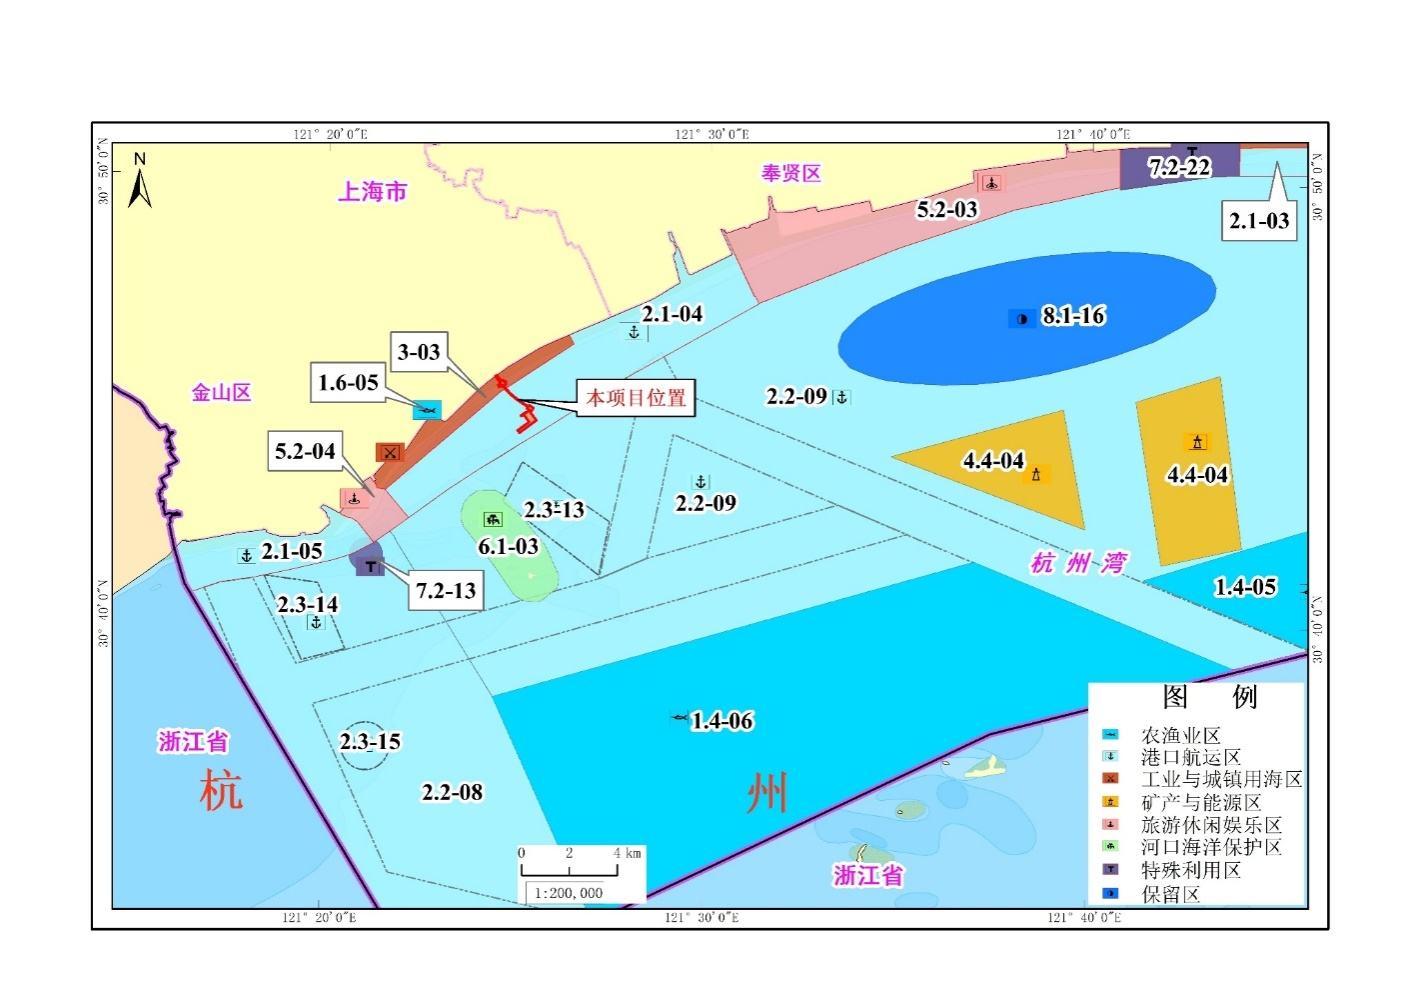 121° 20′0″E
121° 30′0″E
121° 40′0″E
30° 50′0″N
30° 50′0″N
N
上海市
奉贤区
7.2-22
5.2-03
2.1-03
2.1-04
8.1-16
3-03
1.6-05
金山区
本项目位置
2.2-09
5.2-04
4.4-04
4.4-04
2.3-13
2.2-09
6.1-03
2.1-05
杭州湾
7.2-13
1.4-05
2.3-14
30° 40′0″N
30° 40′0″N
1.4-06
浙江省
2.3-15
杭
州
2.2-08
浙江省
0 2 4 km
1:200,000
图 例
农渔业区
港口航运区
工业与城镇用海区
矿产与能源区
旅游休闲娱乐区
河口海洋保护区
特殊利用区
保留区
121° 20′0″E
121° 30′0″E
121° 40′0″E